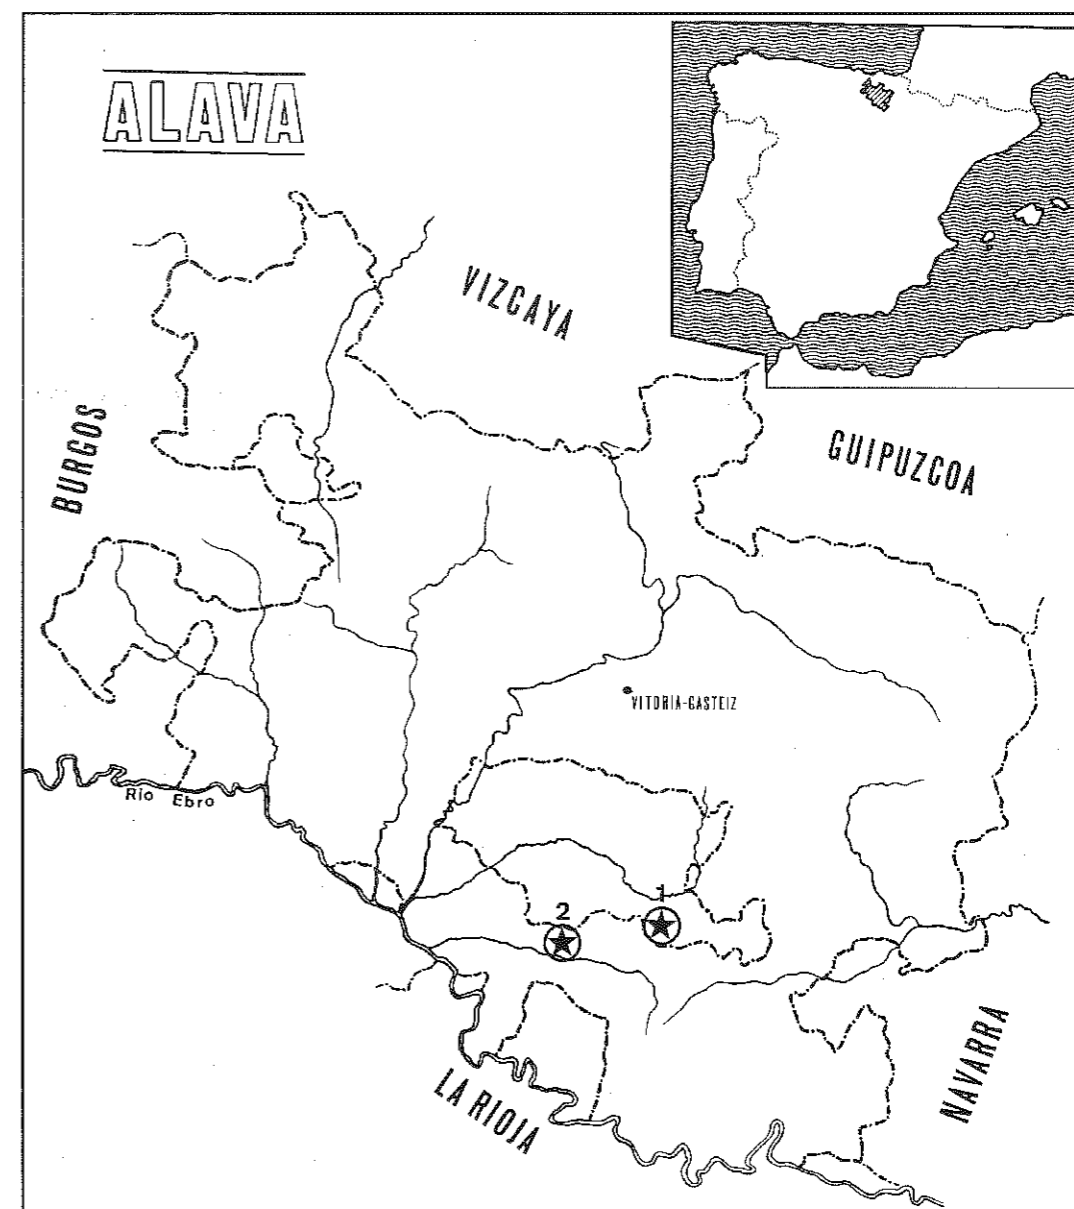 ALAVA
VIZCAYA
BURGOS
GUIPUZCOA
VITORIA-GASTEIZ
Río Ebro
1
2
NAVARRA
LA RIOJA